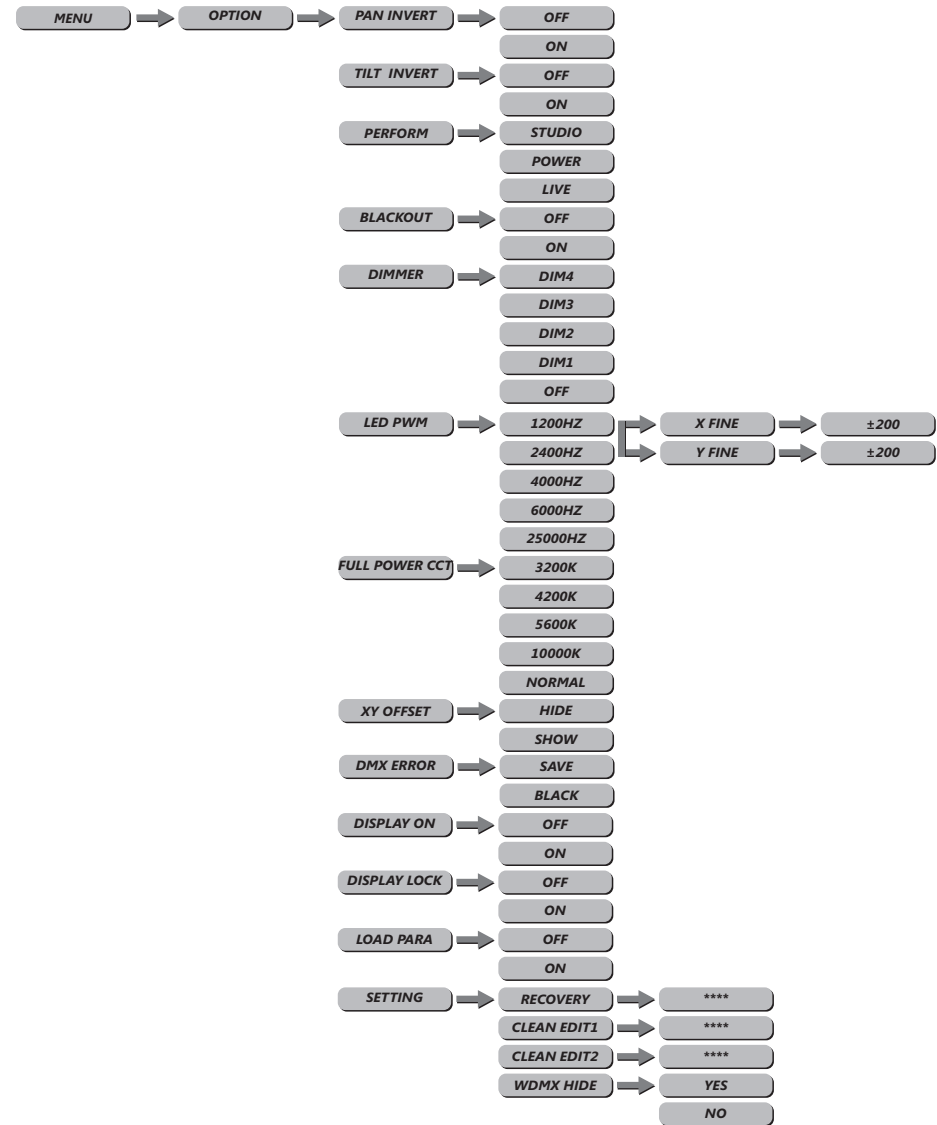 MENU OPTION PAN INVERT OFF
ON
TILT INVERT OFF
ON
PERFORM STUDIO
POWER
LIVE
BLACKOUT OFF
ON
DIMMER DIM4
DIM3
DIM2
DIM1
OFF
LED PWM 1200HZ X FINE ±200
2400HZ Y FINE ±200
4000HZ
6000HZ
25000HZ
FULL POWER CCT 3200K
4200K
5600K
10000K
NORMAL
XY OFFSET HIDE
SHOW
DMX ERROR SAVE
BLACK
DISPLAY ON OFF
ON
DISPLAY LOCK OFF
ON
LOAD PARA OFF
ON
SETTING RECOVERY ****
CLEAN EDIT1 ****
CLEAN EDIT2 ****
WDMX HIDE YES
NO